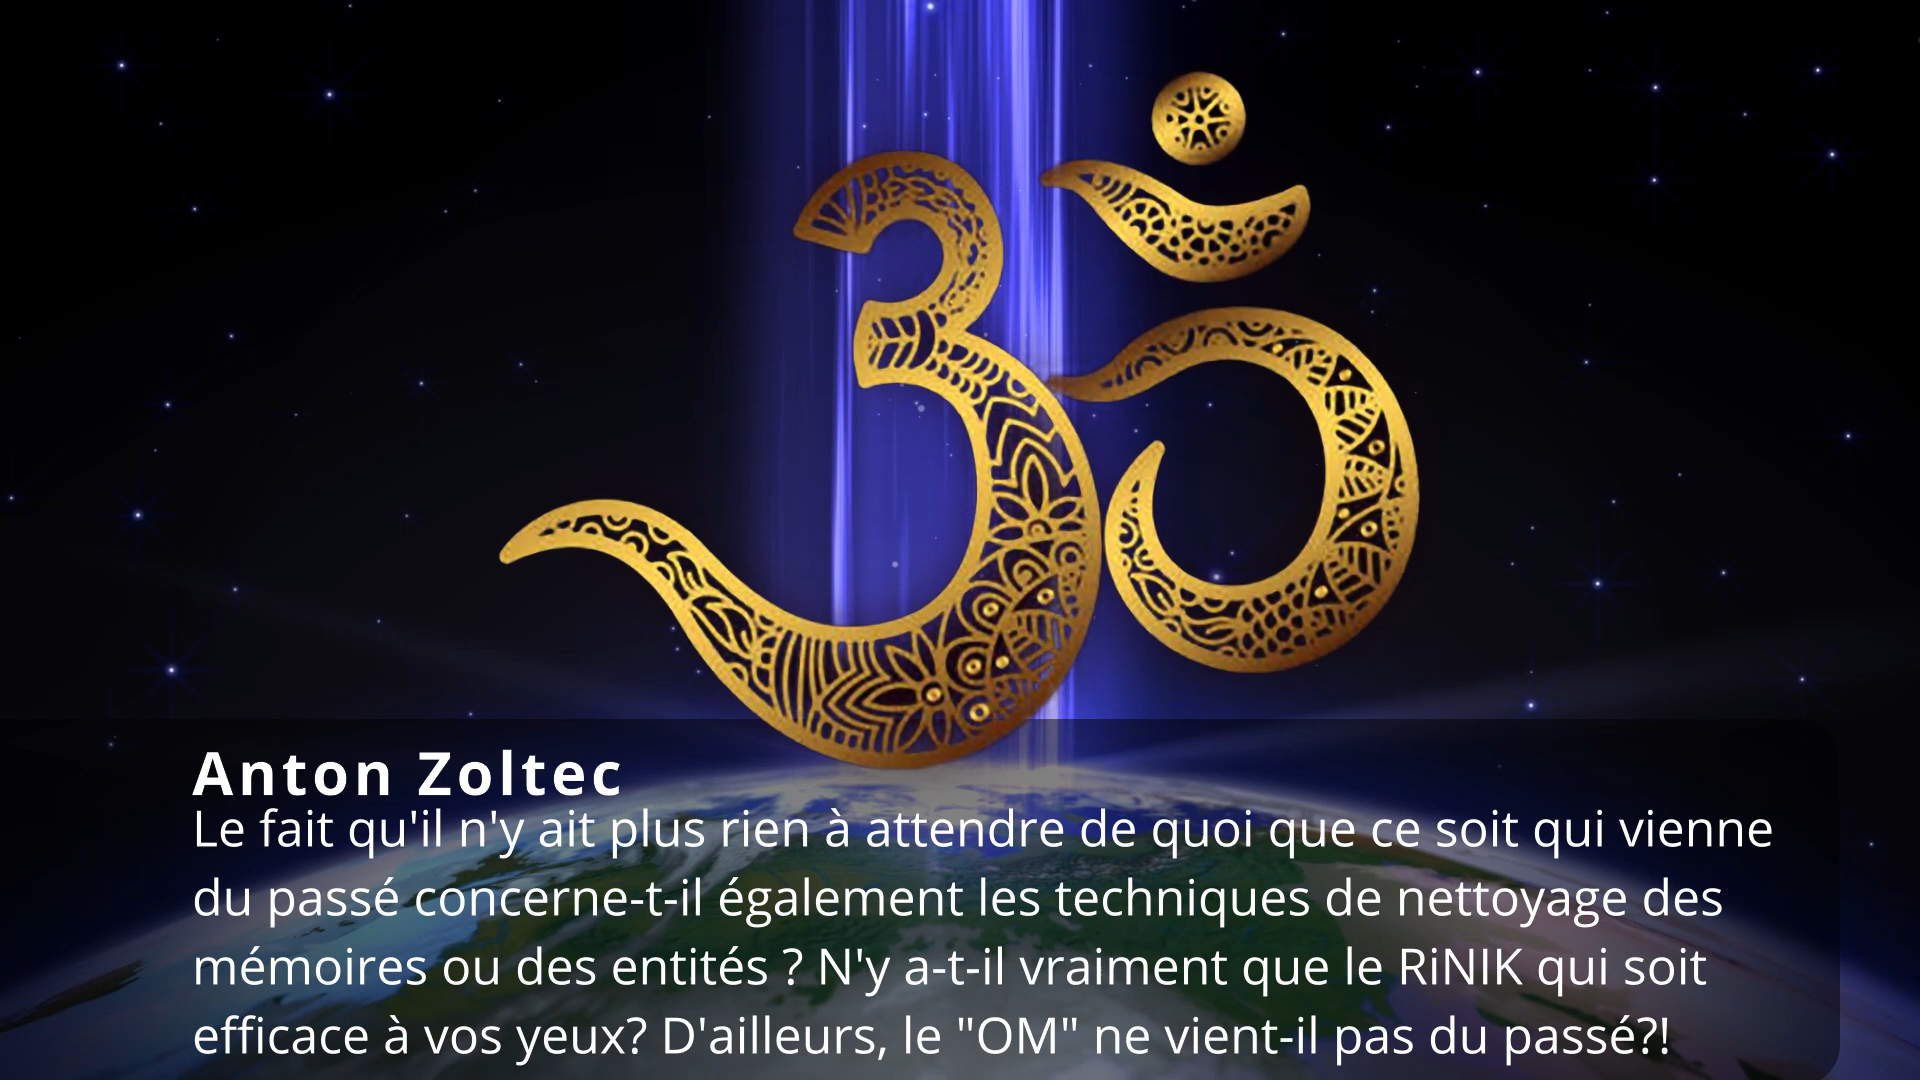 ॐ
Anton Zoltec
Le fait qu'il n'y ait plus rien à attendre de quoi que ce soit qui vienne
du passé concerne-t-il également les techniques de nettoyage des
mémoires ou des entités ? N'y a-t-il vraiment que le RiNIK qui soit
efficace à vos yeux? D'ailleurs, le "OM" ne vient-il pas du passé?!